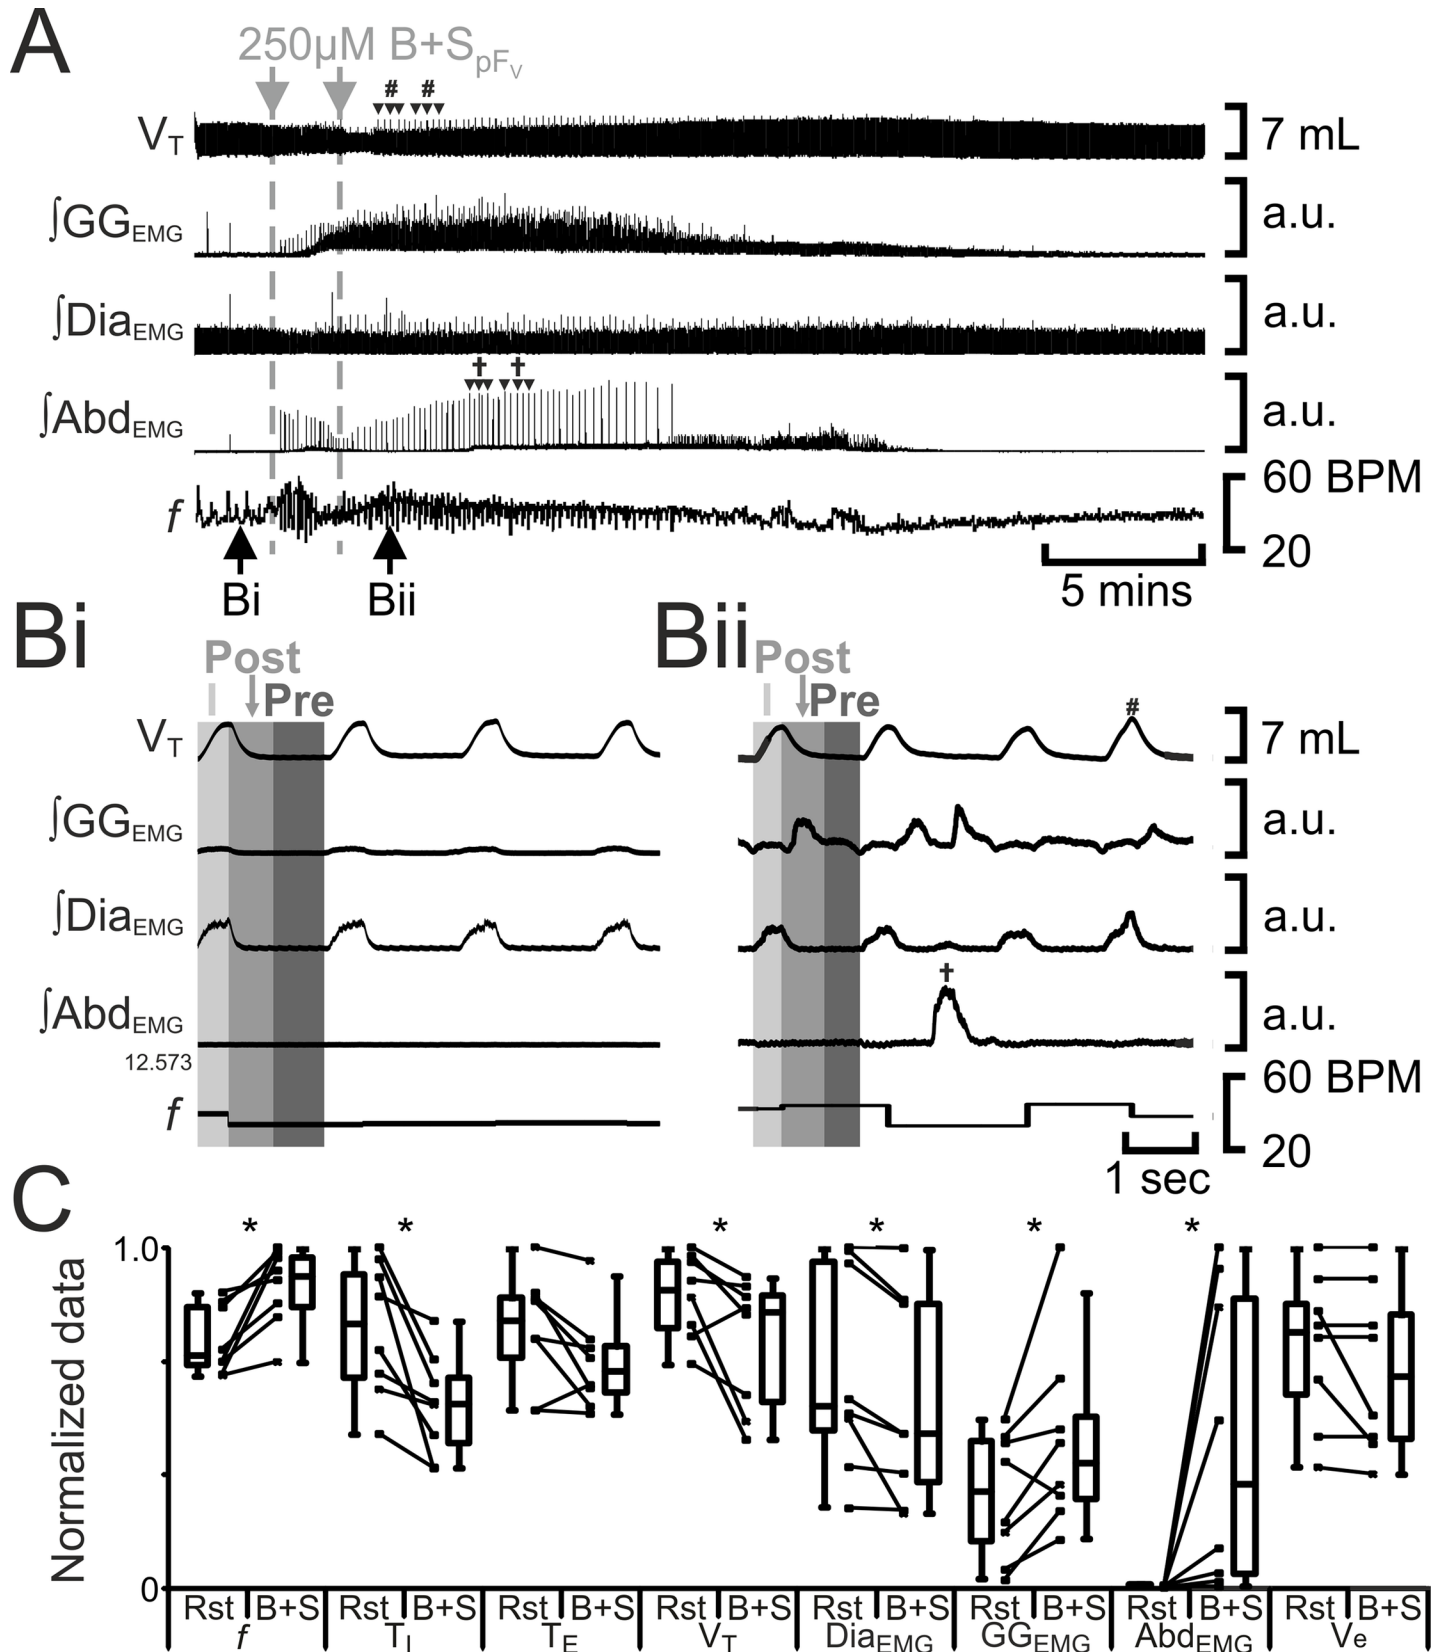 A
250µM B+SpFV
# #
VT 7 mL
∫GGEMG a.u.
∫DiaEMG a.u.
† †
∫AbdEMG a.u.
60 BPM
f
20
Bi Bii
5 mins
Bi Bii
Post Post
I Pre I Pre
#
VT 7 mL
∫GGEMG a.u.
∫DiaEMG a.u.
†
∫AbdEMG a.u.
12.573
60 BPM
f
20
1 sec
C
* * * * * *
1.0
Normalized data
0
Rst B+S Rst B+S Rst B+S Rst B+S Rst B+S Rst B+S Rst B+S Rst B+S
f TI TE VT DiaEMG GGEMG AbdEMG Ve